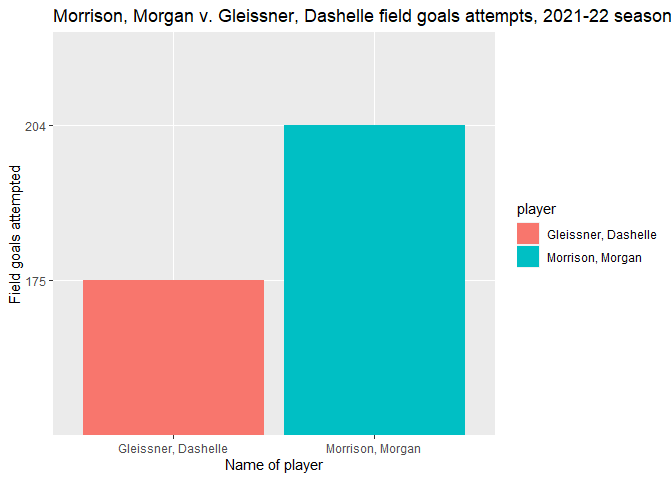 Morrison, Morgan v. Gleissner, Dashelle field goals attempts, 2021-22 season
204
175
Field goals attempted
Gleissner, Dashelle
Morrison, Morgan
Name of player
player
Gleissner, Dashelle
Morrison, Morgan